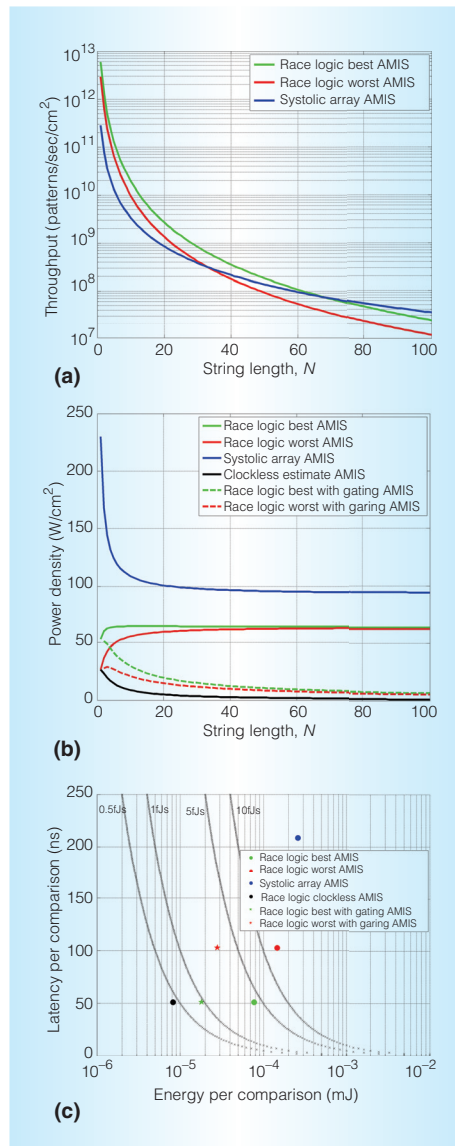 10^13
10^12
10^11
10^10
10^9
10^8
10^7
Throughput (patterns/sec/cm^2)
Race logic best AMIS
Race logic worst AMIS
Systolic array AMIS
0 20 40 60 80 100
String length, N
(a)
250
200
150
100
50
0
Power density (W/cm^2)
Race logic best AMIS
Race logic worst AMIS
Systolic array AMIS
Clockless estimate AMIS
Race logic best with gating AMIS
Race logic worst with garing AMIS
0 20 40 60 80 100
String length, N
(b)
250
200
150
100
50
0
Latency per comparison (ns)
0.5fJs 1fJs 5fJs 10fJs
Race logic best AMIS
Race logic worst AMIS
Systolic array AMIS
Race logic clockless AMIS
Race logic best with gating AMIS
Race logic worst with garing AMIS
10^–6 10^–5 10^–4 10^–3 10^–2
Energy per comparison (mJ)
(c)